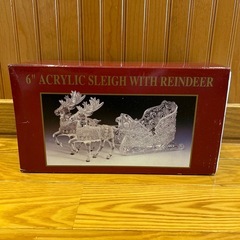 6" ACRYLIC SLEIGH WITH REINDEER